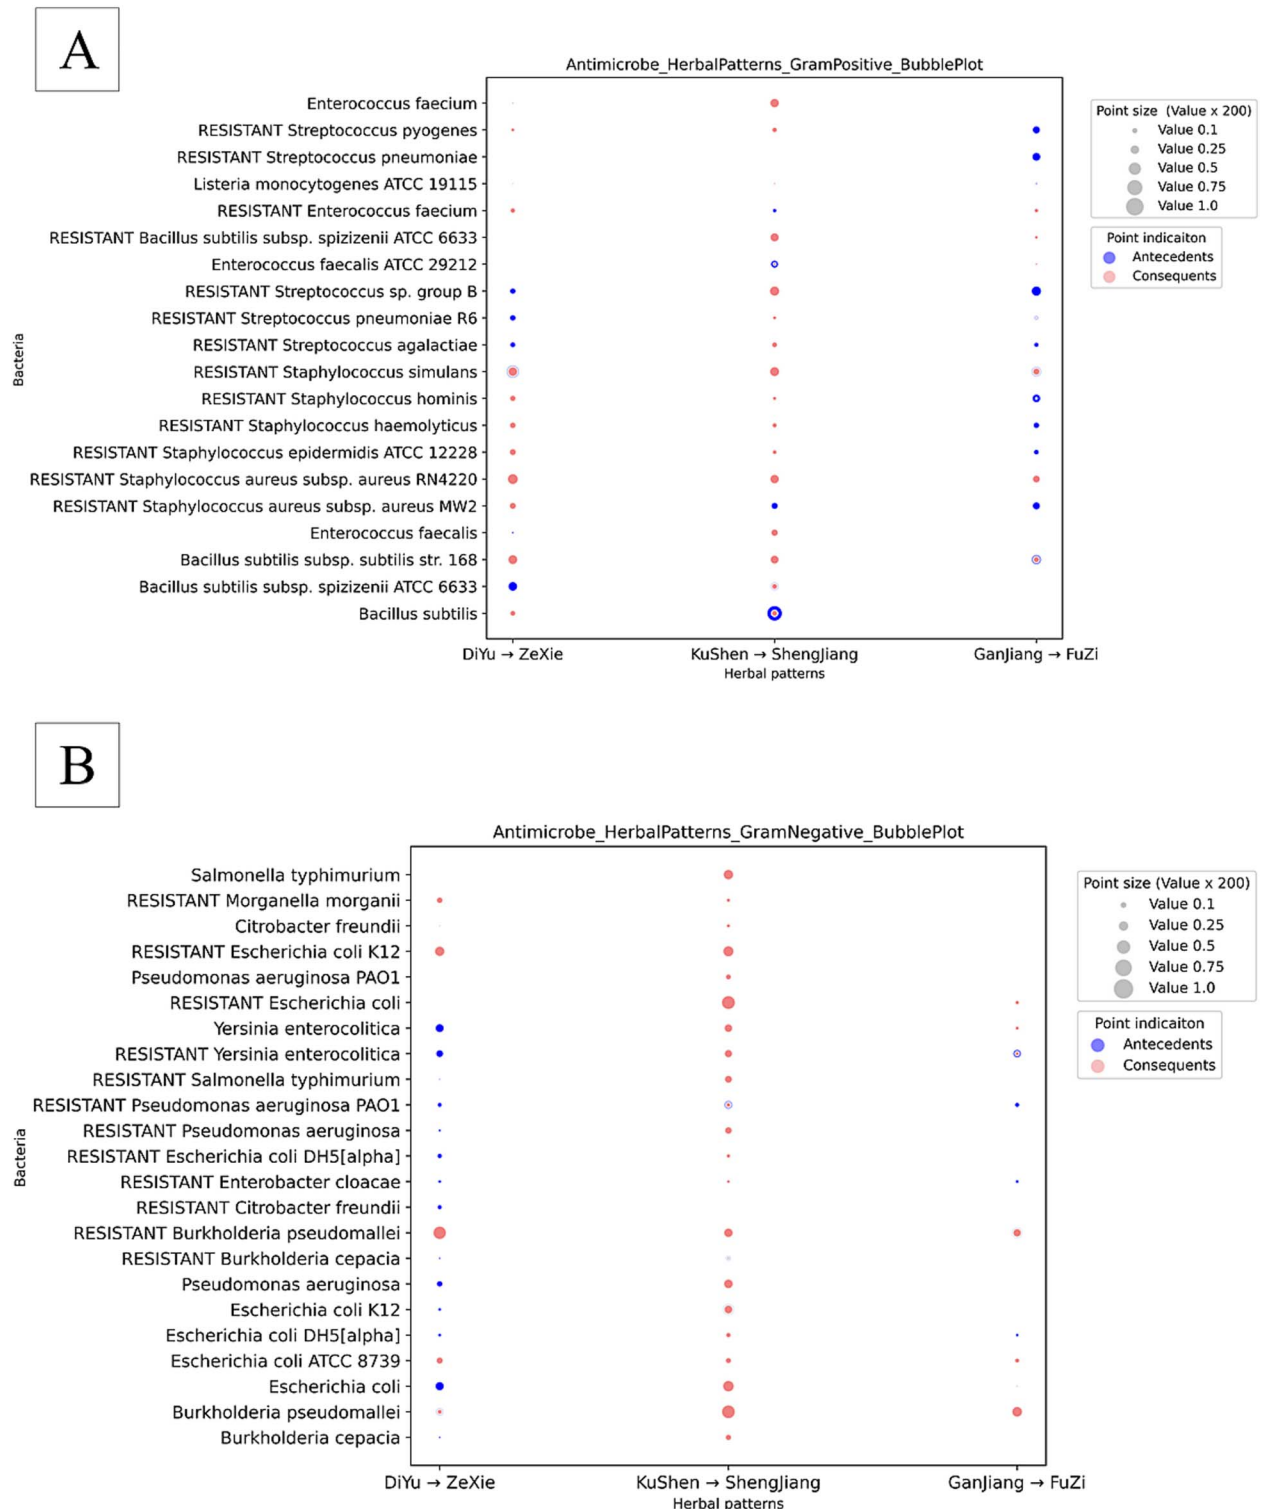 A
Antimicrobe_HerbalPatterns_GramPositive_BubblePlot
Enterococcus faecium
RESISTANT Streptococcus pyogenes
RESISTANT Streptococcus pneumoniae
Listeria monocytogenes ATCC 19115
RESISTANT Enterococcus faecium
RESISTANT Bacillus subtilis subsp. spizizenii ATCC 6633
Enterococcus faecalis ATCC 29212
RESISTANT Streptococcus sp. group B
RESISTANT Streptococcus pneumoniae R6
RESISTANT Streptococcus agalactiae
RESISTANT Staphylococcus simulans
RESISTANT Staphylococcus hominis
RESISTANT Staphylococcus haemolyticus
RESISTANT Staphylococcus epidermidis ATCC 12228
RESISTANT Staphylococcus aureus subsp. aureus RN4220
RESISTANT Staphylococcus aureus subsp. aureus MW2
Enterococcus faecalis
Bacillus subtilis subsp. subtilis str. 168
Bacillus subtilis subsp. spizizenii ATCC 6633
Bacillus subtilis
Bacteria
DiYu → ZeXie
KuShen → ShengJiang
GanJiang → FuZi
Herbal patterns
Point size (Value x 200)
Value 0.1
Value 0.25
Value 0.5
Value 0.75
Value 1.0
Point indicaiton
Antecedents
Consequents
B
Antimicrobe_HerbalPatterns_GramNegative_BubblePlot
Salmonella typhimurium
RESISTANT Morganella morganii
Citrobacter freundii
RESISTANT Escherichia coli K12
Pseudomonas aeruginosa PAO1
RESISTANT Escherichia coli
Yersinia enterocolitica
RESISTANT Yersinia enterocolitica
RESISTANT Salmonella typhimurium
RESISTANT Pseudomonas aeruginosa PAO1
RESISTANT Pseudomonas aeruginosa
RESISTANT Escherichia coli DH5[alpha]
RESISTANT Enterobacter cloacae
RESISTANT Citrobacter freundii
RESISTANT Burkholderia pseudomallei
RESISTANT Burkholderia cepacia
Pseudomonas aeruginosa
Escherichia coli K12
Escherichia coli DH5[alpha]
Escherichia coli ATCC 8739
Escherichia coli
Burkholderia pseudomallei
Burkholderia cepacia
Bacteria
DiYu → ZeXie
KuShen → ShengJiang
GanJiang → FuZi
Herbal patterns
Point size (Value x 200)
Value 0.1
Value 0.25
Value 0.5
Value 0.75
Value 1.0
Point indicaiton
Antecedents
Consequents